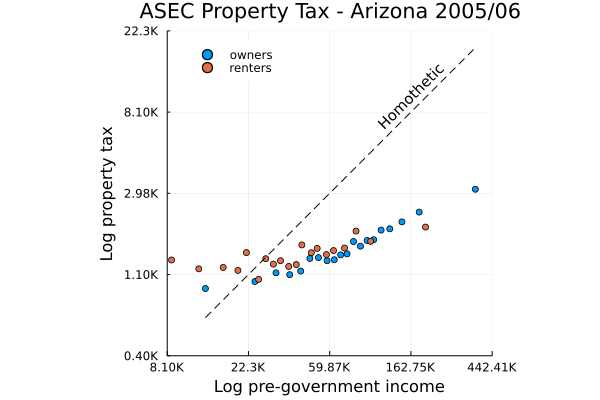 ASEC Property Tax - Arizona 2005/06
22.3K
8.10K
2.98K
1.10K
0.40K
Log property tax
owners
renters
Homothetic
8.10K
22.3K
59.87K
162.75K
442.41K
Log pre-government income